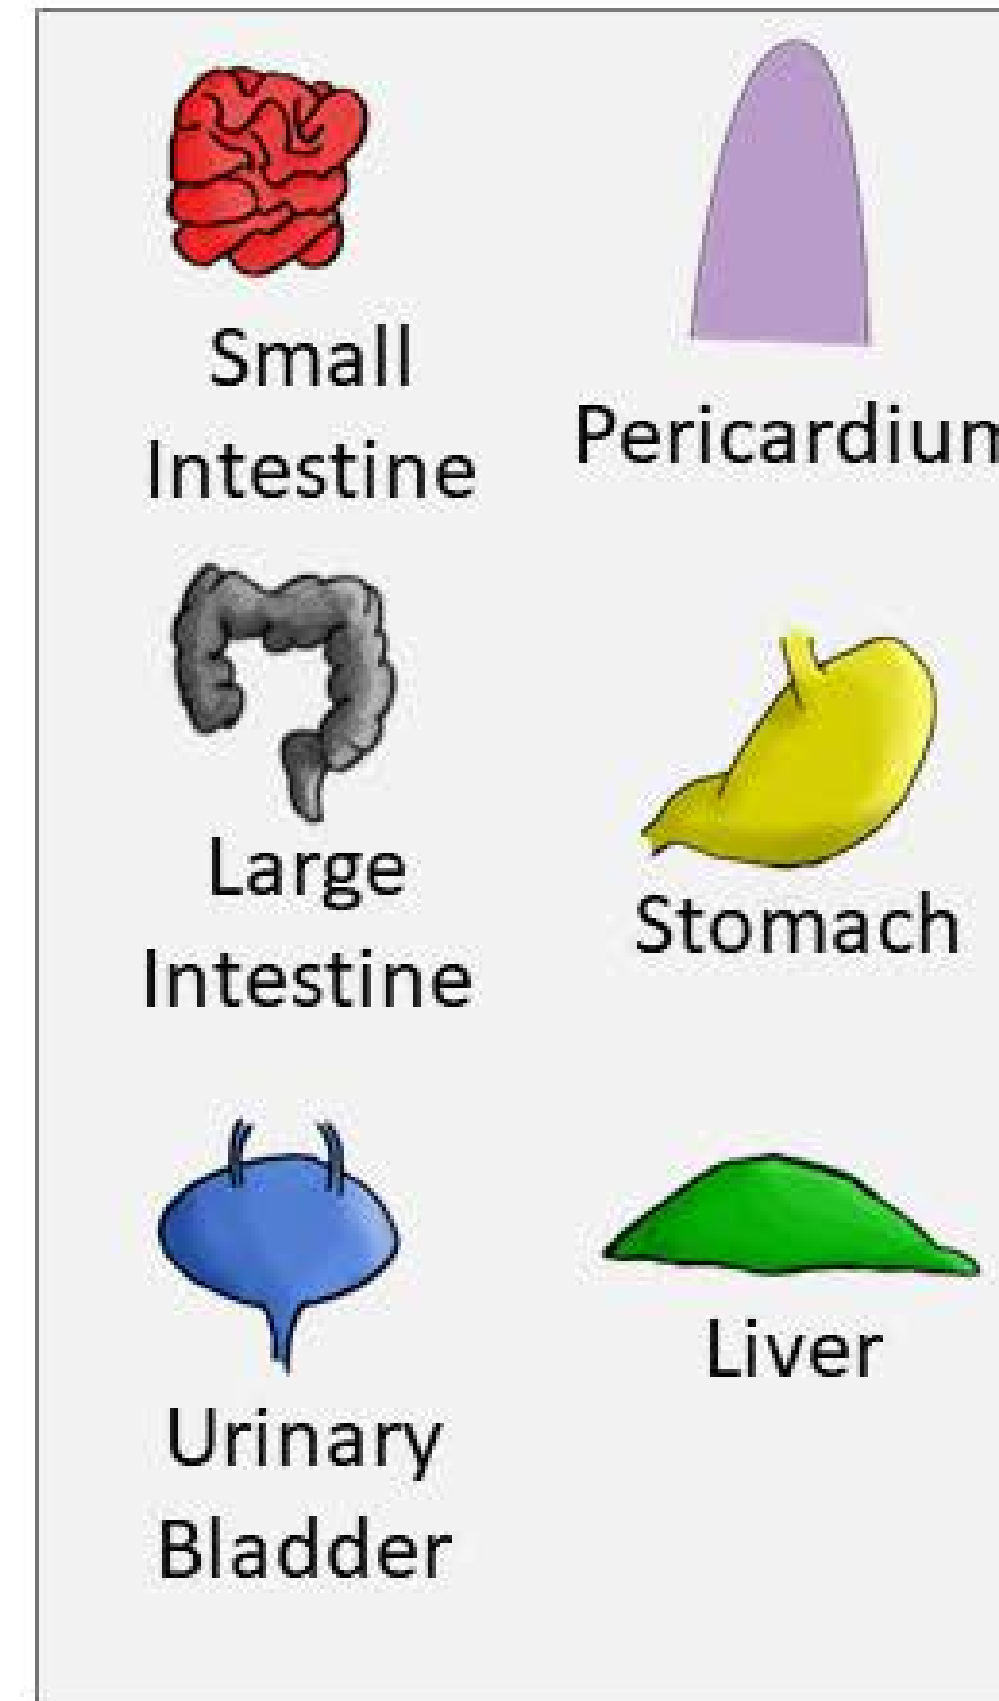 Small
Intestine
Pericardium
Large
Intestine
Stomach
Urinary
Bladder
Liver